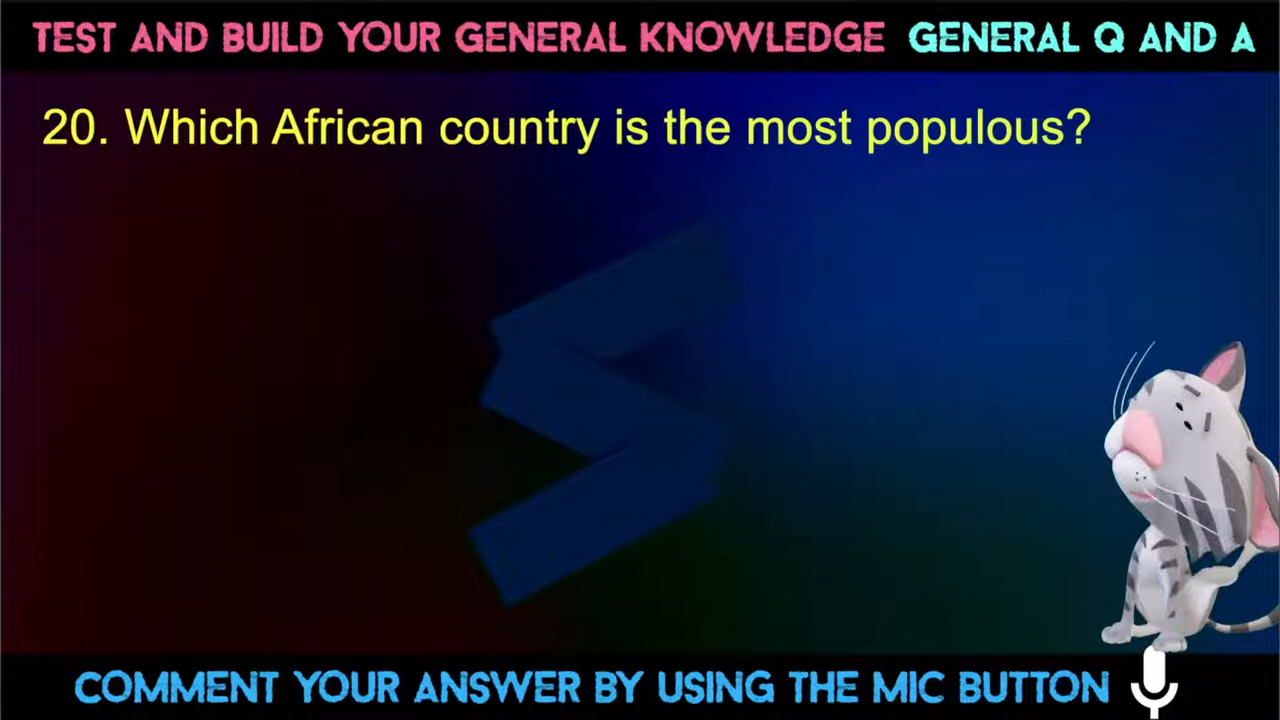 TEST AND BUILD YOUR GENERAL KNOWLEDGE GENERAL Q AND A
20. Which African country is the most populous?
COMMENT YOUR ANSWER BY USING THE MIC BUTTON